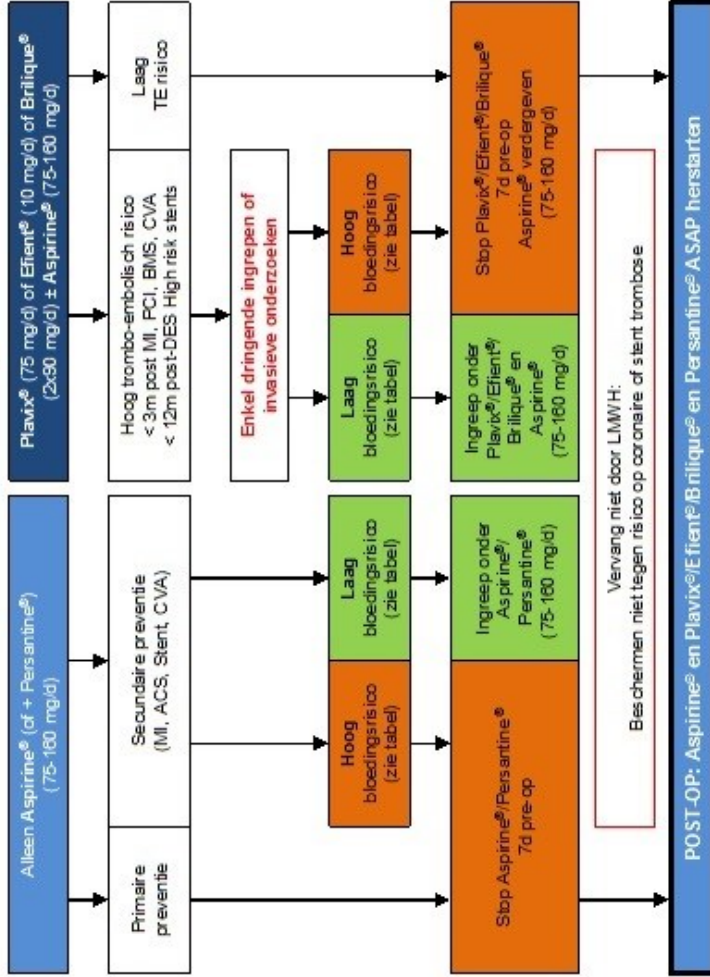 Alleen Aspirine® (of + Persantine®)
(75-160 mg/d)
Plavix® (75 mg/d) of Efient® (10 mg/d) of Brilique®
(2x90 mg/d) ± Aspirine® (75-160 mg/d)
Primaire
preventie
Secundaire preventie
(MI, ACS, Stent, CVA)
Hoog trombo-embolisch risico
< 3m post MI, PCI, BMS, CVA
< 12m post-DES High risk stents
Laag
TE risico
Enkel dringende ingrepen of
invasieve onderzoeken
Hoog
bloedingsrisico
(zie tabel)
Laag
bloedingsrisico
(zie tabel)
Laag
bloedingsrisico
(zie tabel)
Hoog
bloedingsrisico
(zie tabel)
Stop Aspirine®/Persantine®
7d pre-op
Ingreep onder
Aspirine®/
Persantine®
(75-160 mg/d)
Ingreep onder
Plavix®/Efient®/
Brilique® en
Aspirine®
(75-160 mg/d)
Stop Plavix®/Efient®/Brilique®
7d pre-op
Aspirine® verdergeven
(75-160 mg/d)
Vervang niet door LMWH:
Beschermen niet tegen risico op coronaire of stent trombose
POST-OP: Aspirine® en Plavix®/Efient®/Brilique® en Persantine® ASAP herstarten